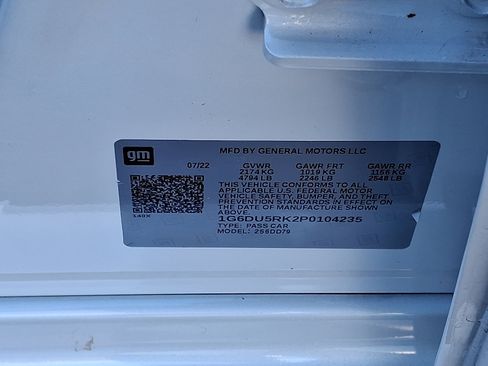 gm
MFD BY GENERAL MOTORS LLC
07/22 GVWR GAWR FRT GAWR RR
2174 KG 1019 KG 1156 KG
4794 LB 2246 LB 2548 LB
THIS VEHICLE CONFORMS TO ALL
APPLICABLE U.S. FEDERAL MOTOR
VEHICLE SAFETY, BUMPER, AND THEFT
PREVENTION STANDARDS IN EFFECT ON
THE DATE OF MANUFACTURE SHOWN
ABOVE.
1G6DU5RK2P0104235
TYPE: PASS CAR
MODEL: 256DD79
149X